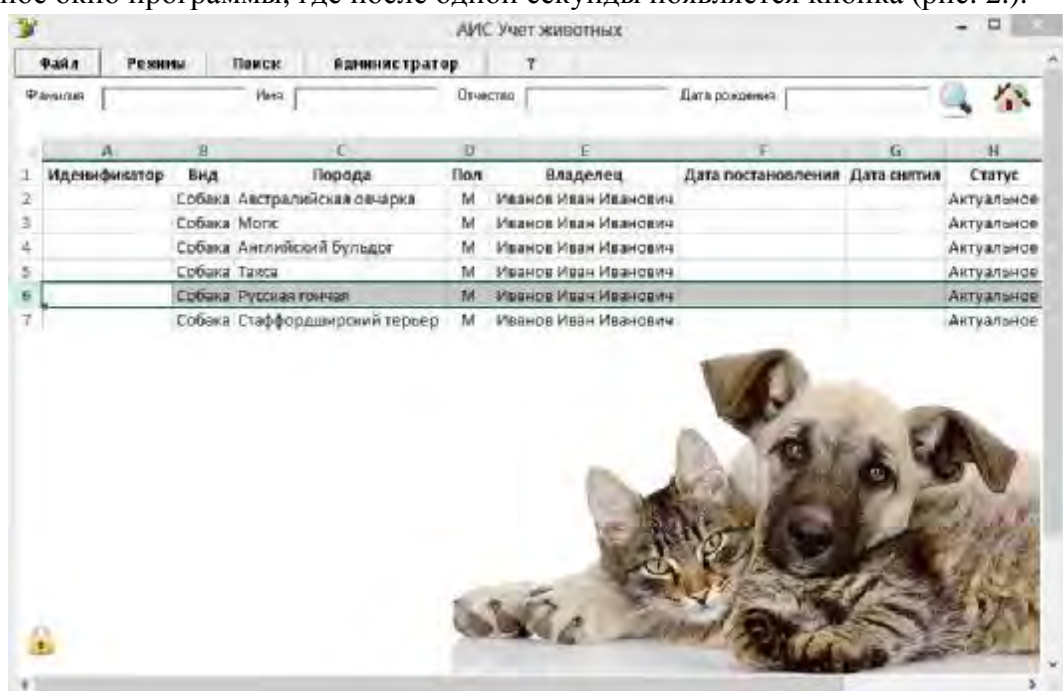 ное окно программы, где после одной секунды появляется кнопка (рис. 2.).
АИС Учет животных
Файл Режимы Поиск Администратор ?
Фамилия Имя Отчество Дата рождения
A B C D E F G H
1 Иденификатор Вид Порода Пол Владелец Дата постановления Дата снятия Статус
2 Собака Австралийская овчарка М Иванов Иван Иванович Актуальное
3 Собака Мопс М Иванов Иван Иванович Актуальное
4 Собака Английский бульдог М Иванов Иван Иванович Актуальное
5 Собака Такса М Иванов Иван Иванович Актуальное
6 Собака Русская гончая М Иванов Иван Иванович Актуальное
7 Собака Стаффордширский терьер М Иванов Иван Иванович Актуальное